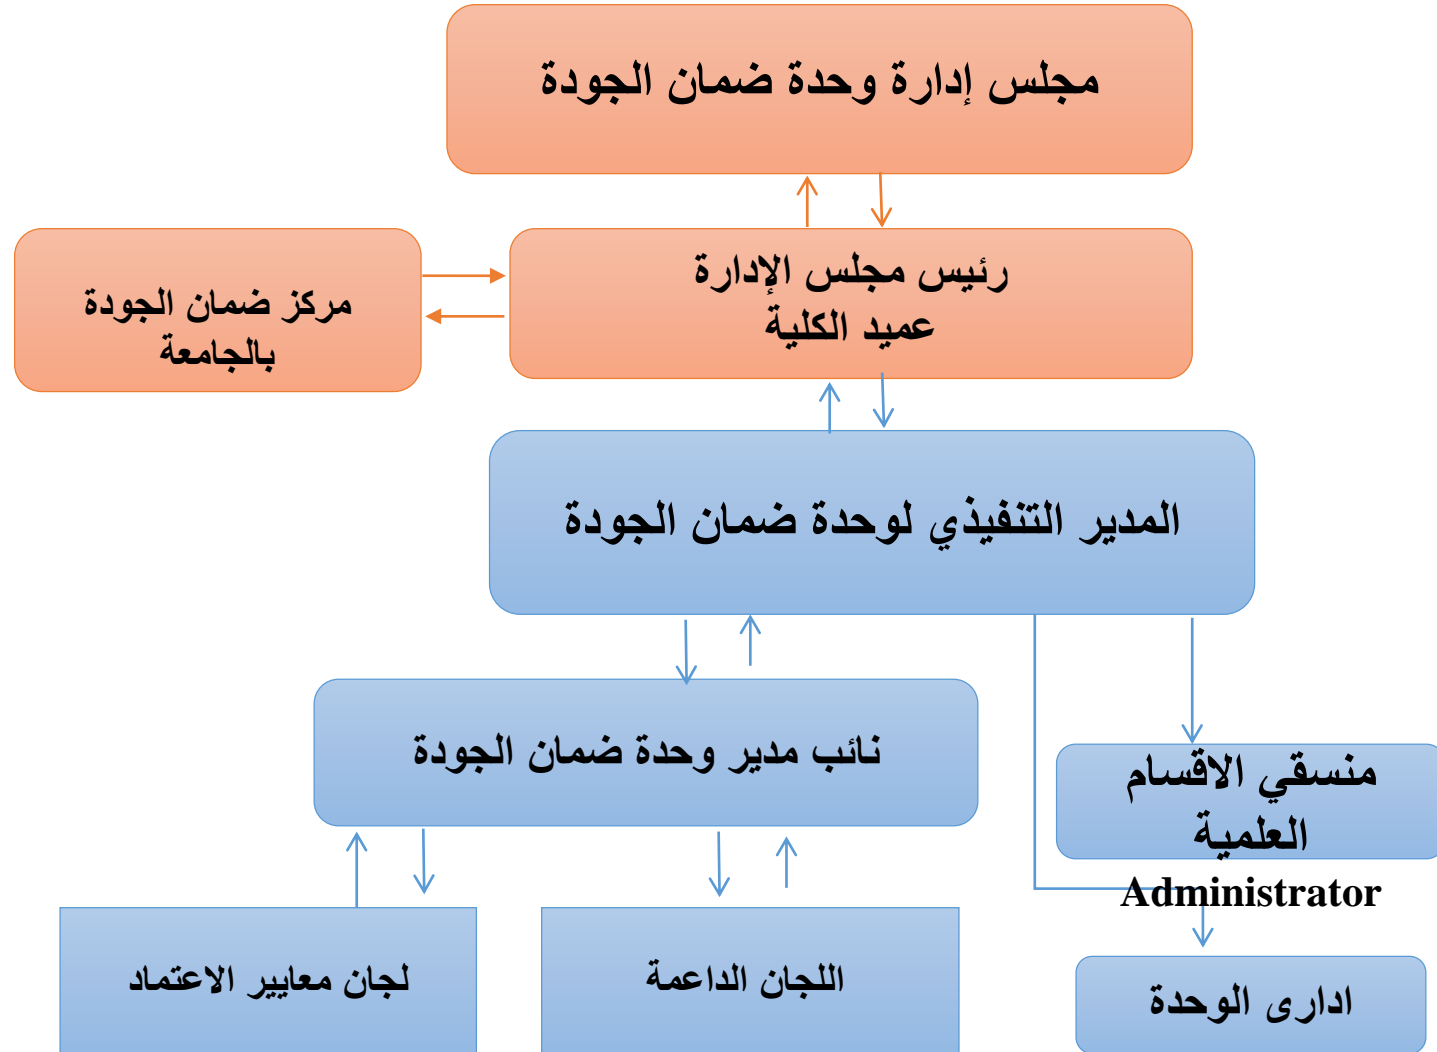 مجلس إدارة وحدة ضمان الجودة
رئيس مجلس الإدارة
عميد الكلية
مركز ضمان الجودة
بالجامعة
المدير التنفيذي لوحدة ضمان الجودة
نائب مدير وحدة ضمان الجودة
منسقي الاقسام
العلمية
Administrator
لجان معايير الاعتماد
اللجان الداعمة
ادارى الوحدة